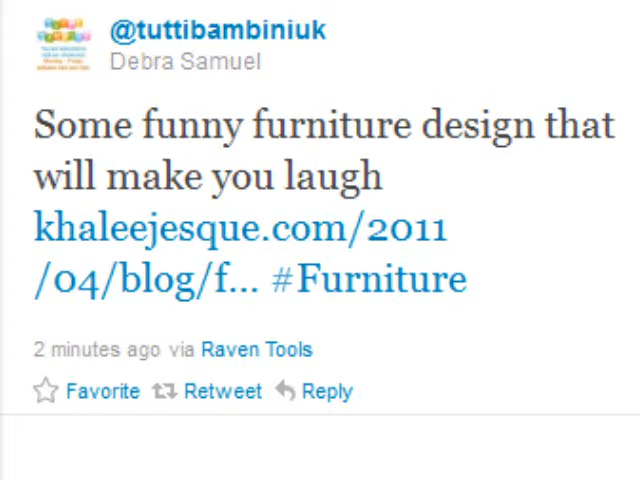 @tuttibambiniuk
Debra Samuel
Some funny furniture design that
will make you laugh
khaleejesque.com/2011
/04/blog/f... #Furniture
2 minutes ago via Raven Tools
Favorite Retweet Reply